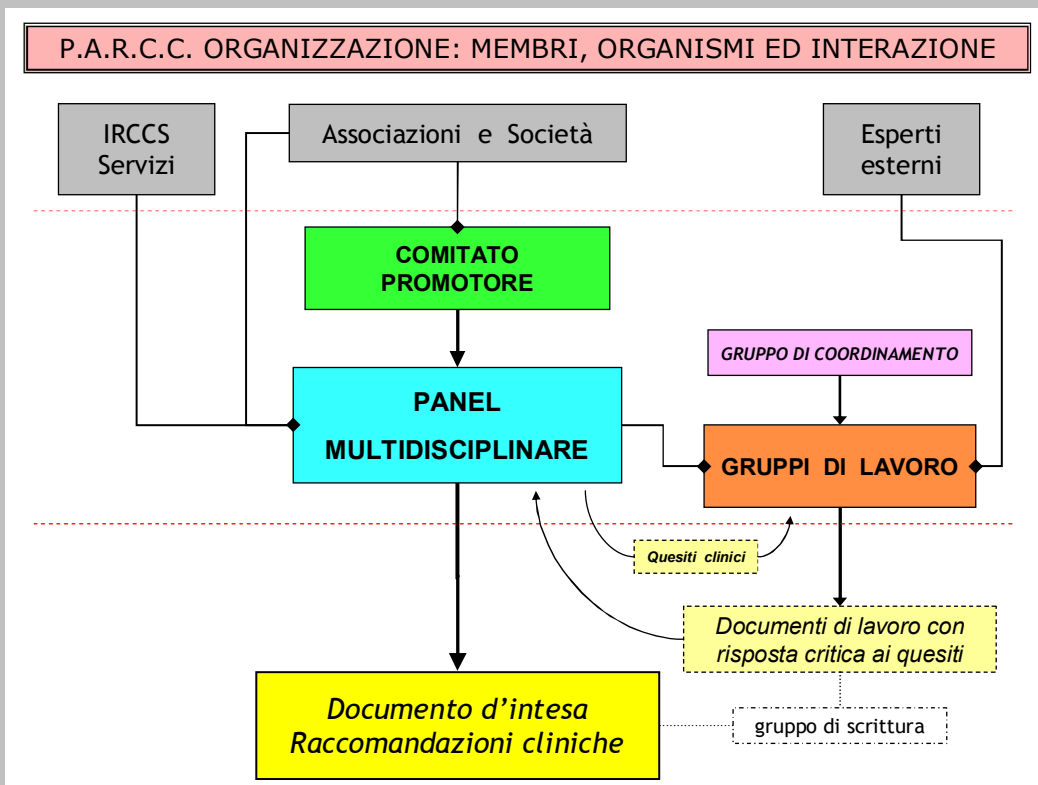 P.A.R.C.C. ORGANIZZAZIONE: MEMBRI, ORGANISMI ED INTERAZIONE
IRCCS
Servizi
Associazioni e Società
Esperti
esterni
COMITATO
PROMOTORE
GRUPPO DI COORDINAMENTO
PANEL
MULTIDISCIPLINARE
GRUPPI DI LAVORO
Quesiti clinici
Documenti di lavoro con
risposta critica ai quesiti
Documento d'intesa
Raccomandazioni cliniche
gruppo di scrittura